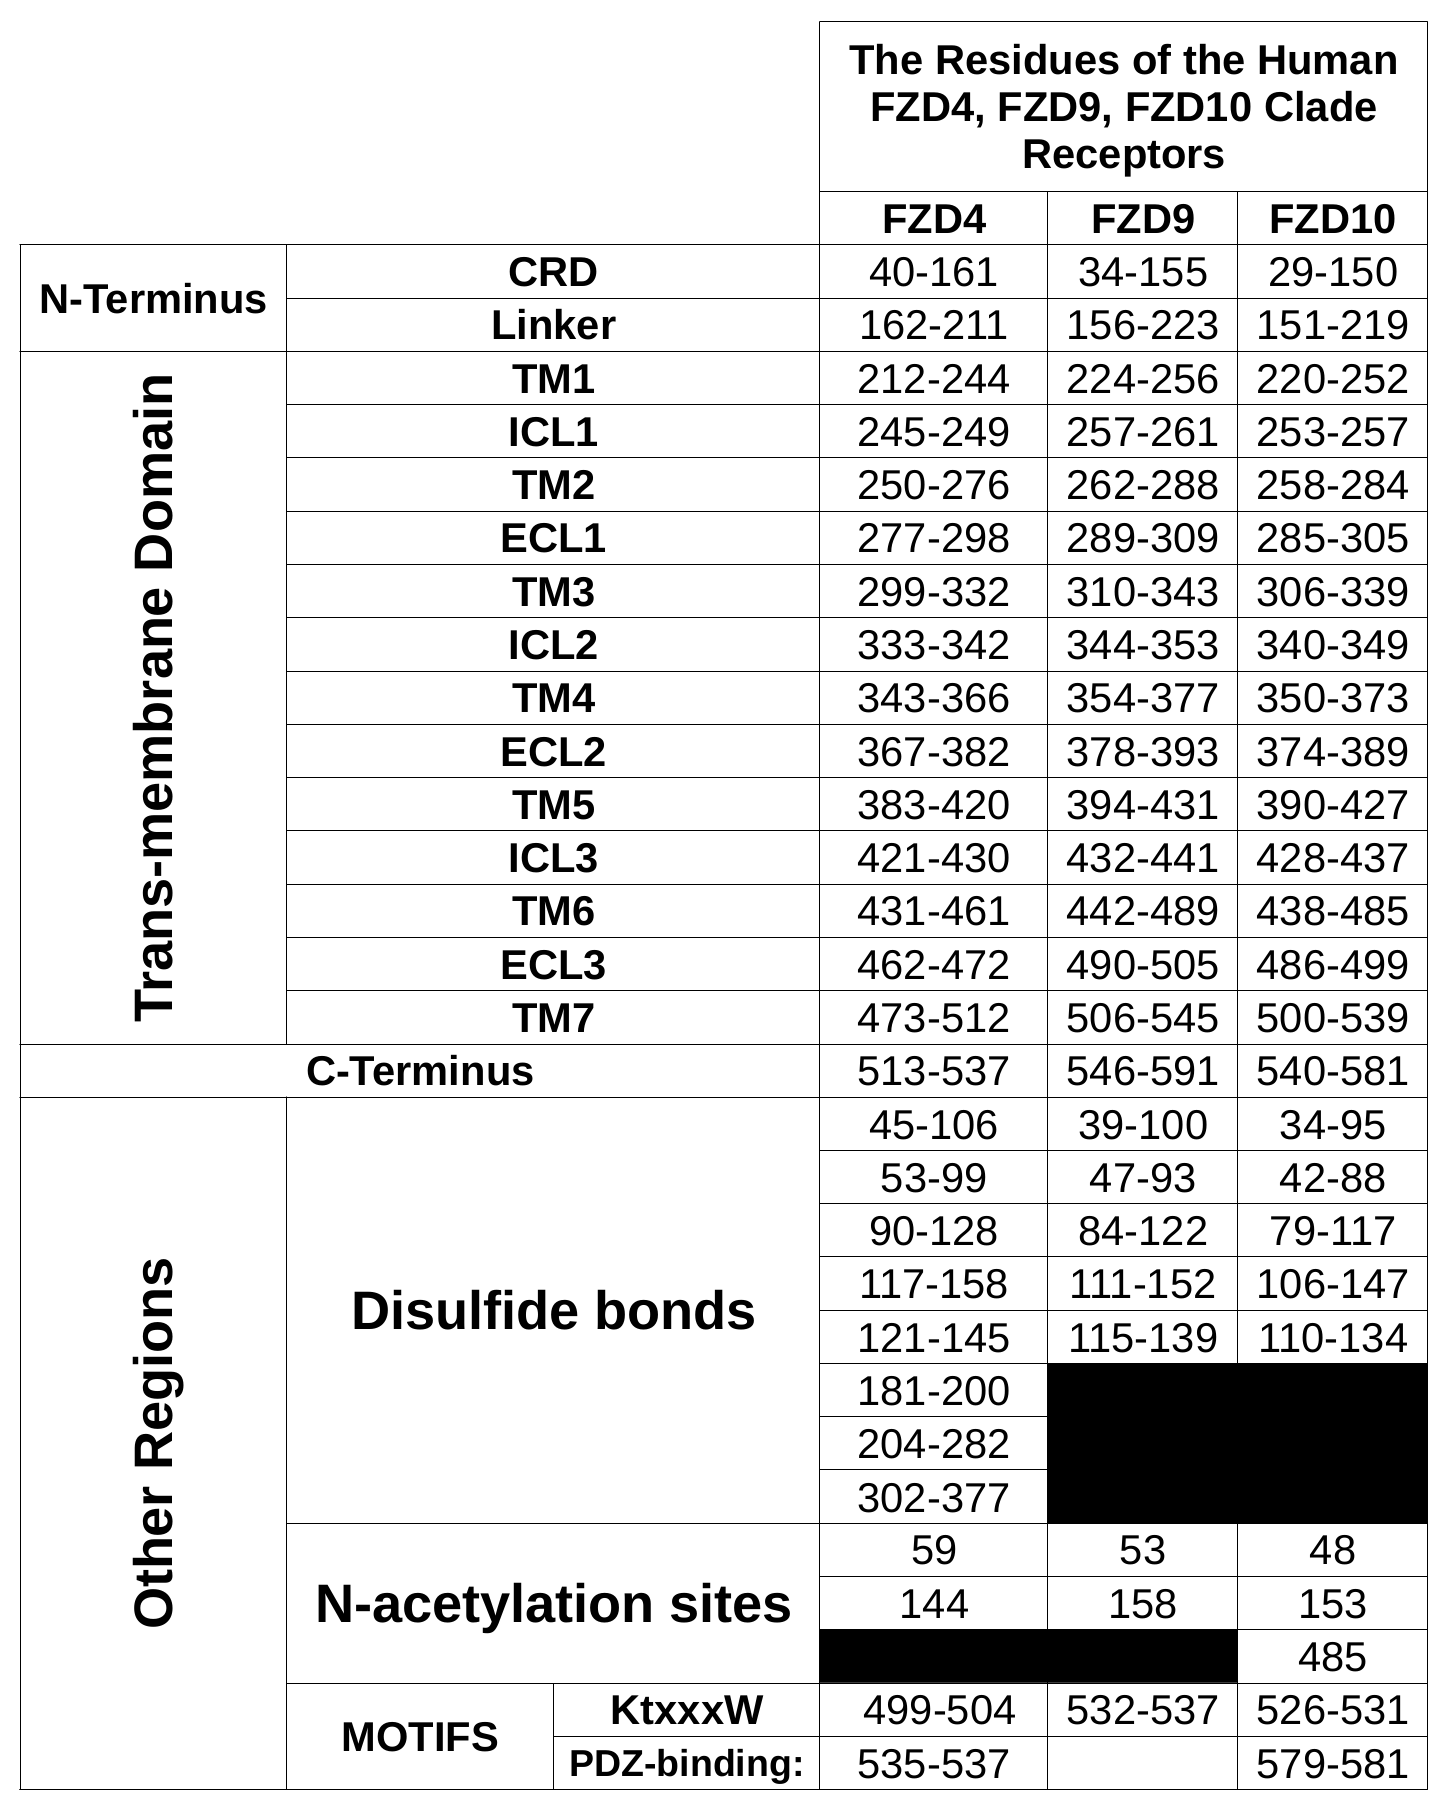 The Residues of the Human
FZD4, FZD9, FZD10 Clade
Receptors
FZD4 FZD9 FZD10
N-Terminus
CRD 40-161 34-155 29-150
Linker 162-211 156-223 151-219
Trans-membrane Domain
TM1 212-244 224-256 220-252
ICL1 245-249 257-261 253-257
TM2 250-276 262-288 258-284
ECL1 277-298 289-309 285-305
TM3 299-332 310-343 306-339
ICL2 333-342 344-353 340-349
TM4 343-366 354-377 350-373
ECL2 367-382 378-393 374-389
TM5 383-420 394-431 390-427
ICL3 421-430 432-441 428-437
TM6 431-461 442-489 438-485
ECL3 462-472 490-505 486-499
TM7 473-512 506-545 500-539
C-Terminus 513-537 546-591 540-581
Other Regions
Disulfide bonds
45-106 39-100 34-95
53-99 47-93 42-88
90-128 84-122 79-117
117-158 111-152 106-147
121-145 115-139 110-134
181-200
204-282
302-377
N-acetylation sites
59 53 48
144 158 153
485
MOTIFS
KtxxxW 499-504 532-537 526-531
PDZ-binding: 535-537 579-581